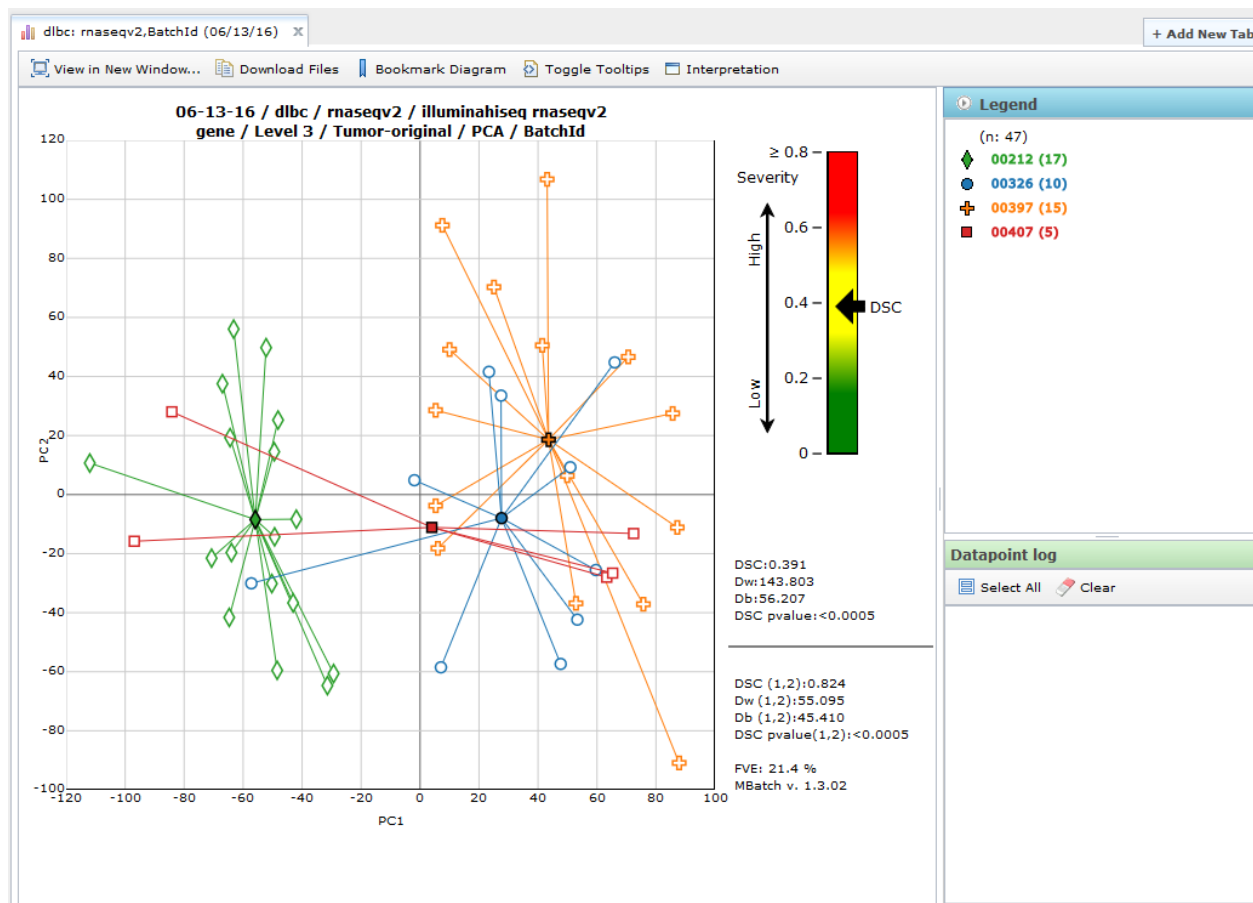 dlbc: rnaseqv2,BatchId (06/13/16) X
+ Add New Tab
View in New Window... Download Files Bookmark Diagram Toggle Tooltips Interpretation
06-13-16 / dlbc / rnaseqv2 / illuminahiseq rnaseqv2
gene / Level 3 / Tumor-original / PCA / BatchId
120
100
80
60
40
20
0
-20
-40
-60
-80
-100
PC2
-120 -100 -80 -60 -40 -20 0 20 40 60 80 100
PC1
≥ 0.8
Severity
0.6
0.4
0.2
0
High
Low
DSC
DSC:0.391
Dw:143.803
Db:56.207
DSC pvalue:<0.0005
DSC (1,2):0.824
Dw (1,2):55.095
Db (1,2):45.410
DSC pvalue(1,2):<0.0005
FVE: 21.4 %
MBatch v. 1.3.02
Legend
(n: 47)
00212 (17)
00326 (10)
00397 (15)
00407 (5)
Datapoint log
Select All Clear